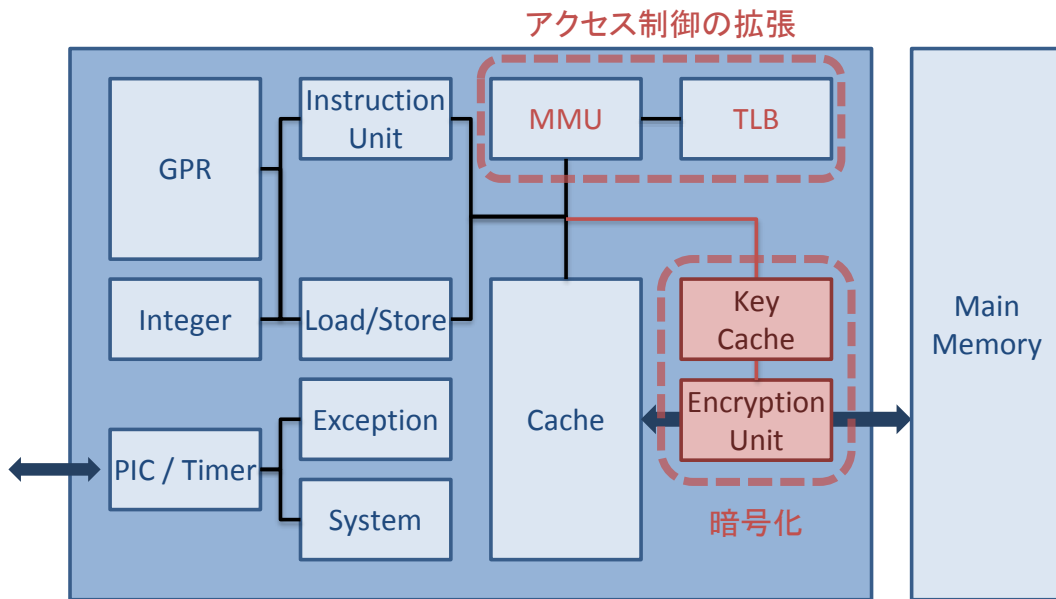 アクセス制御の拡張
GPR
Instruction
Unit
MMU
TLB
Integer
Load/Store
Key
Cache
Main
Memory
Exception
Cache
Encryption
Unit
PIC / Timer
System
暗号化